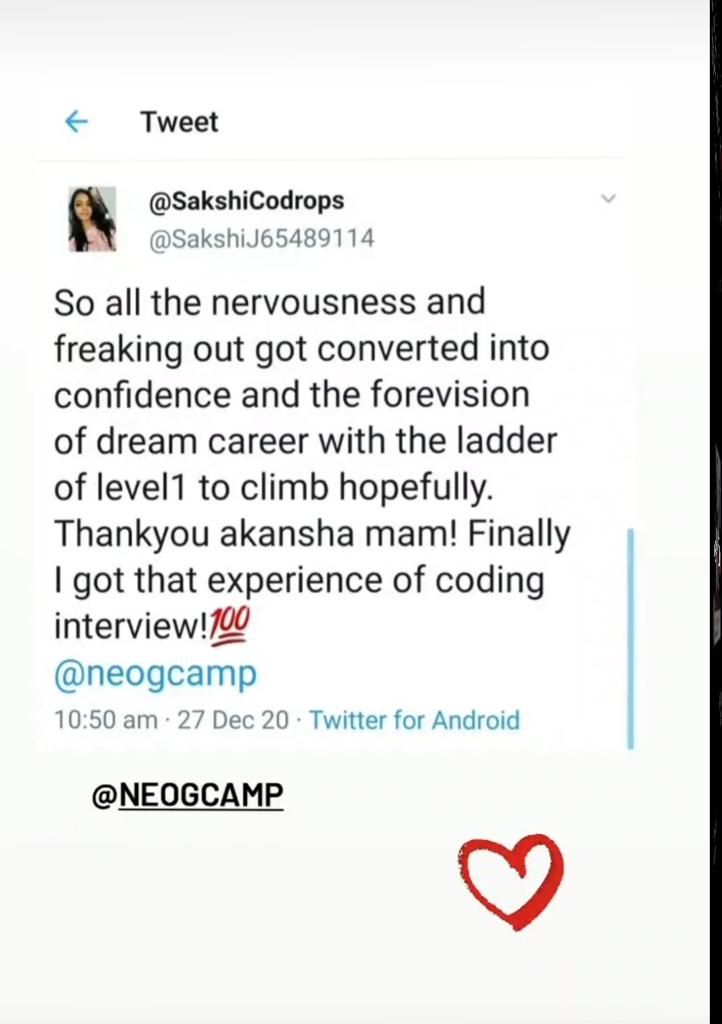 ← Tweet
@SakshiCodrops
@SakshiJ65489114
So all the nervousness and
freaking out got converted into
confidence and the forevision
of dream career with the ladder
of level1 to climb hopefully.
Thankyou akansha mam! Finally
I got that experience of coding
interview!💯
@neogcamp
10:50 am · 27 Dec 20 · Twitter for Android
@NEOGCAMP